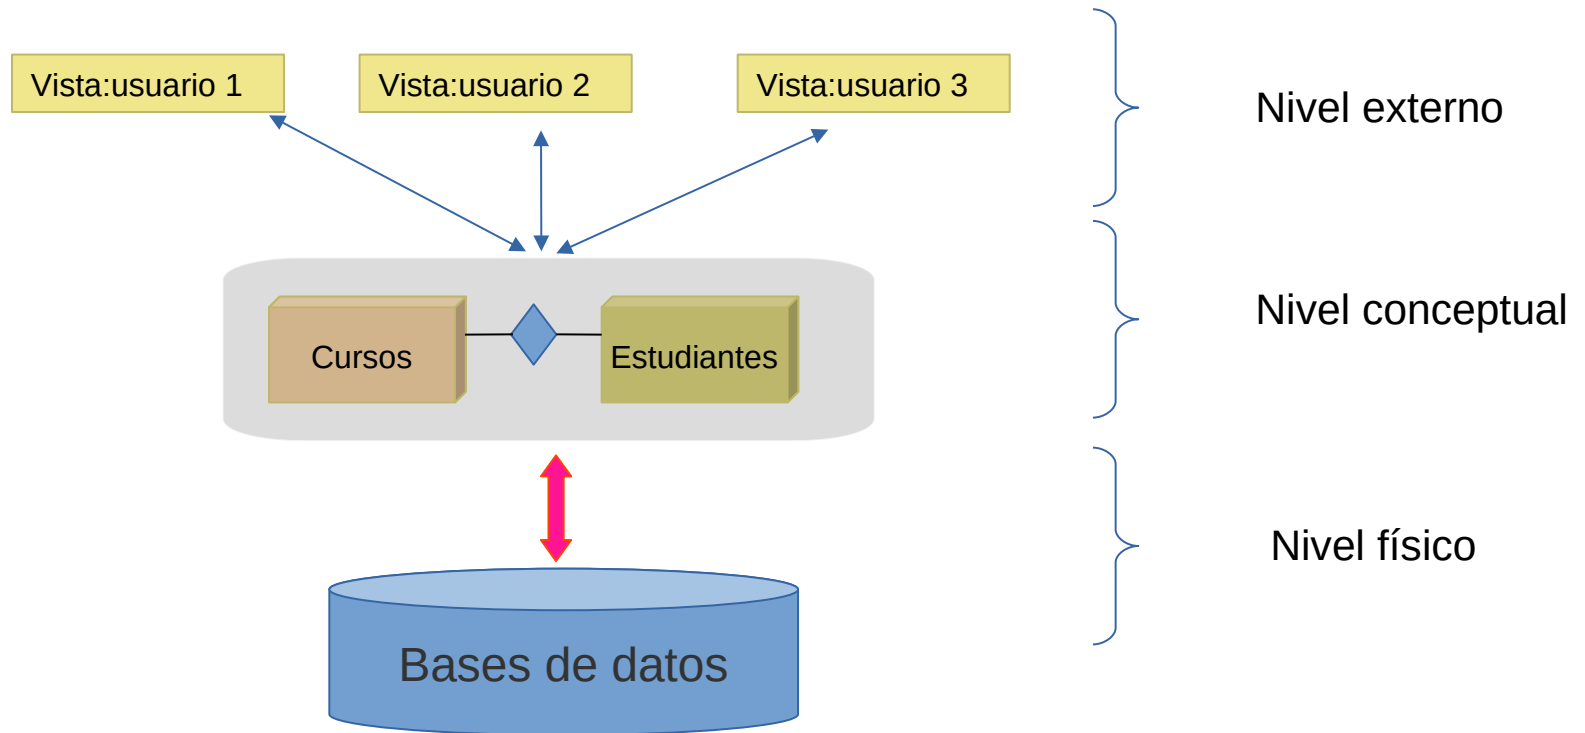 Vista:usuario 1
Vista:usuario 2
Vista:usuario 3
Nivel externo
Cursos
Estudiantes
Nivel conceptual
Nivel físico
Bases de datos